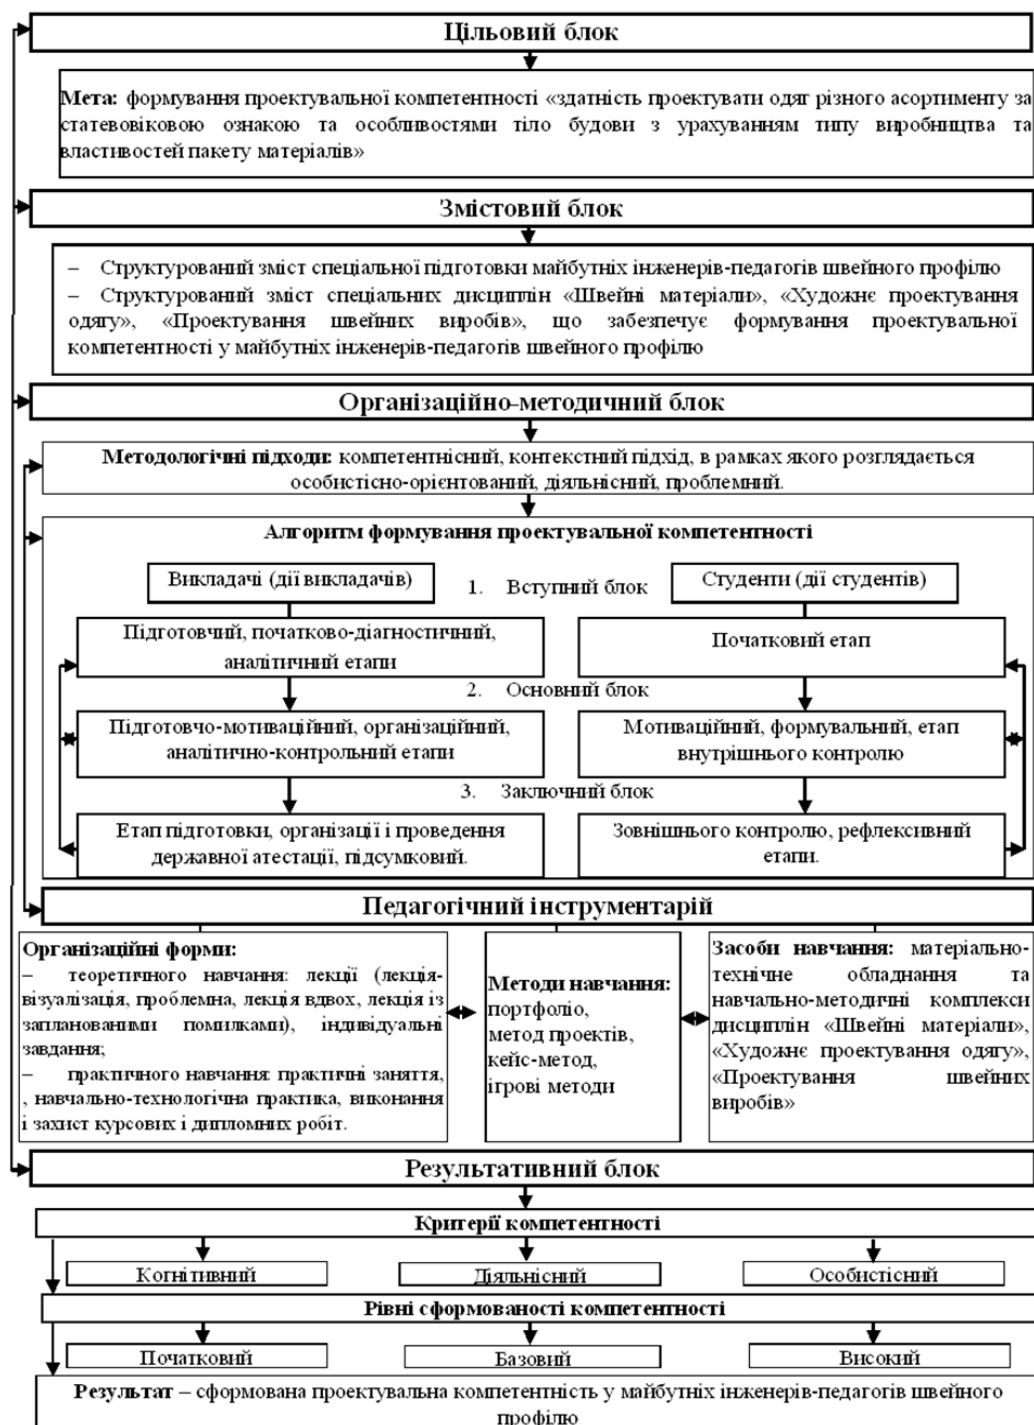 Цільовий блок
Мета: формування проектувальної компетентності «здатність проектувати одяг різного асортименту за
статевовіковою ознакою та особливостями тіло будови з урахуванням типу виробництва та
властивостей пакету матеріалів»
Змістовий блок
– Структурований зміст спеціальної підготовки майбутніх інженерів-педагогів швейного профілю
– Структурований зміст спеціальних дисциплін «Швейні матеріали», «Художнє проектування
одягу», «Проектування швейних виробів», що забезпечує формування проектувальної
компетентності у майбутніх інженерів-педагогів швейного профілю
Організаційно-методичний блок
Методологічні підходи: компетентнісний, контекстний підхід, в рамках якого розглядається
особистісно-орієнтований, діяльнісний, проблемний.
Алгоритм формування проектувальної компетентності
Викладачі (дії викладачів)
1. Вступний блок
Студенти (дії студентів)
Підготовчий, початково-діагностичний,
аналітичний етапи
Початковий етап
2. Основний блок
Підготовчо-мотиваційний, організаційний,
аналітично-контрольний етапи
Мотиваційний, формувальний, етап
внутрішнього контролю
3. Заключний блок
Етап підготовки, організації і проведення
державної атестації, підсумковий.
Зовнішнього контролю, рефлексивний
етапи.
Педагогічний інструментарій
Організаційні форми:
– теоретичного навчання: лекції (лекція-
візуалізація, проблемна, лекція вдвох, лекція із
запланованими помилками), індивідуальні
завдання;
– практичного навчання: практичні заняття,
, навчально-технологічна практика, виконання
і захист курсових і дипломних робіт.
Методи навчання:
портфоліо,
метод проектів,
кейс-метод,
ігрові методи
Засоби навчання: матеріально-
технічне обладнання та
навчально-методичні комплекси
дисциплін «Швейні матеріали»,
«Художнє проектування одягу»,
«Проектування швейних
виробів»
Результативний блок
Критерії компетентності
Когнітивний
Діяльнісний
Особистісний
Рівні сформованості компетентності
Початковий
Базовий
Високий
Результат – сформована проектувальна компетентність у майбутніх інженерів-педагогів швейного
профілю